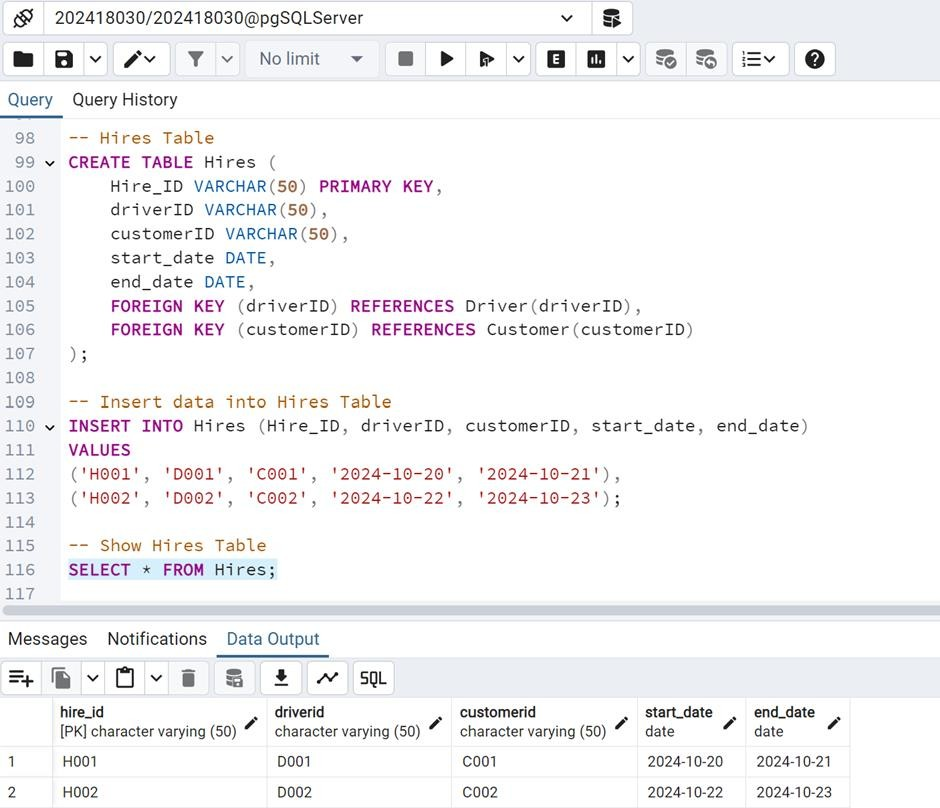 202418030/202418030@pgSQLServer
No limit
E
Query Query History
98 -- Hires Table
99 CREATE TABLE Hires (
100 Hire_ID VARCHAR(50) PRIMARY KEY,
101 driverID VARCHAR(50),
102 customerID VARCHAR(50),
103 start_date DATE,
104 end_date DATE,
105 FOREIGN KEY (driverID) REFERENCES Driver(driverID),
106 FOREIGN KEY (customerID) REFERENCES Customer(customerID)
107 );
108
109 -- Insert data into Hires Table
110 INSERT INTO Hires (Hire_ID, driverID, customerID, start_date, end_date)
111 VALUES
112 ('H001', 'D001', 'C001', '2024-10-20', '2024-10-21'),
113 ('H002', 'D002', 'C002', '2024-10-22', '2024-10-23');
114
115 -- Show Hires Table
116 SELECT * FROM Hires;
117
Messages Notifications Data Output
SQL
hire_id driverid customerid start_date end_date
[PK] character varying (50) character varying (50) character varying (50) date date
1 H001 D001 C001 2024-10-20 2024-10-21
2 H002 D002 C002 2024-10-22 2024-10-23